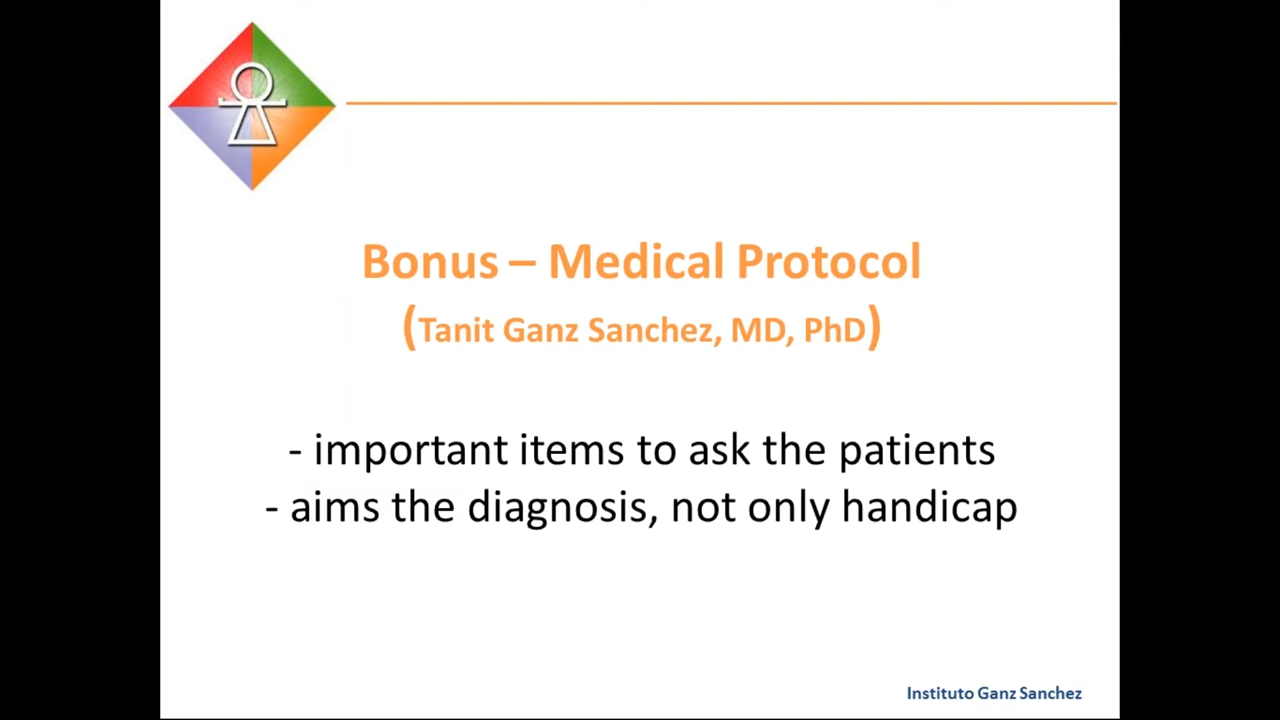 Bonus – Medical Protocol
(Tanit Ganz Sanchez, MD, PhD)
- important items to ask the patients
- aims the diagnosis, not only handicap
Instituto Ganz Sanchez